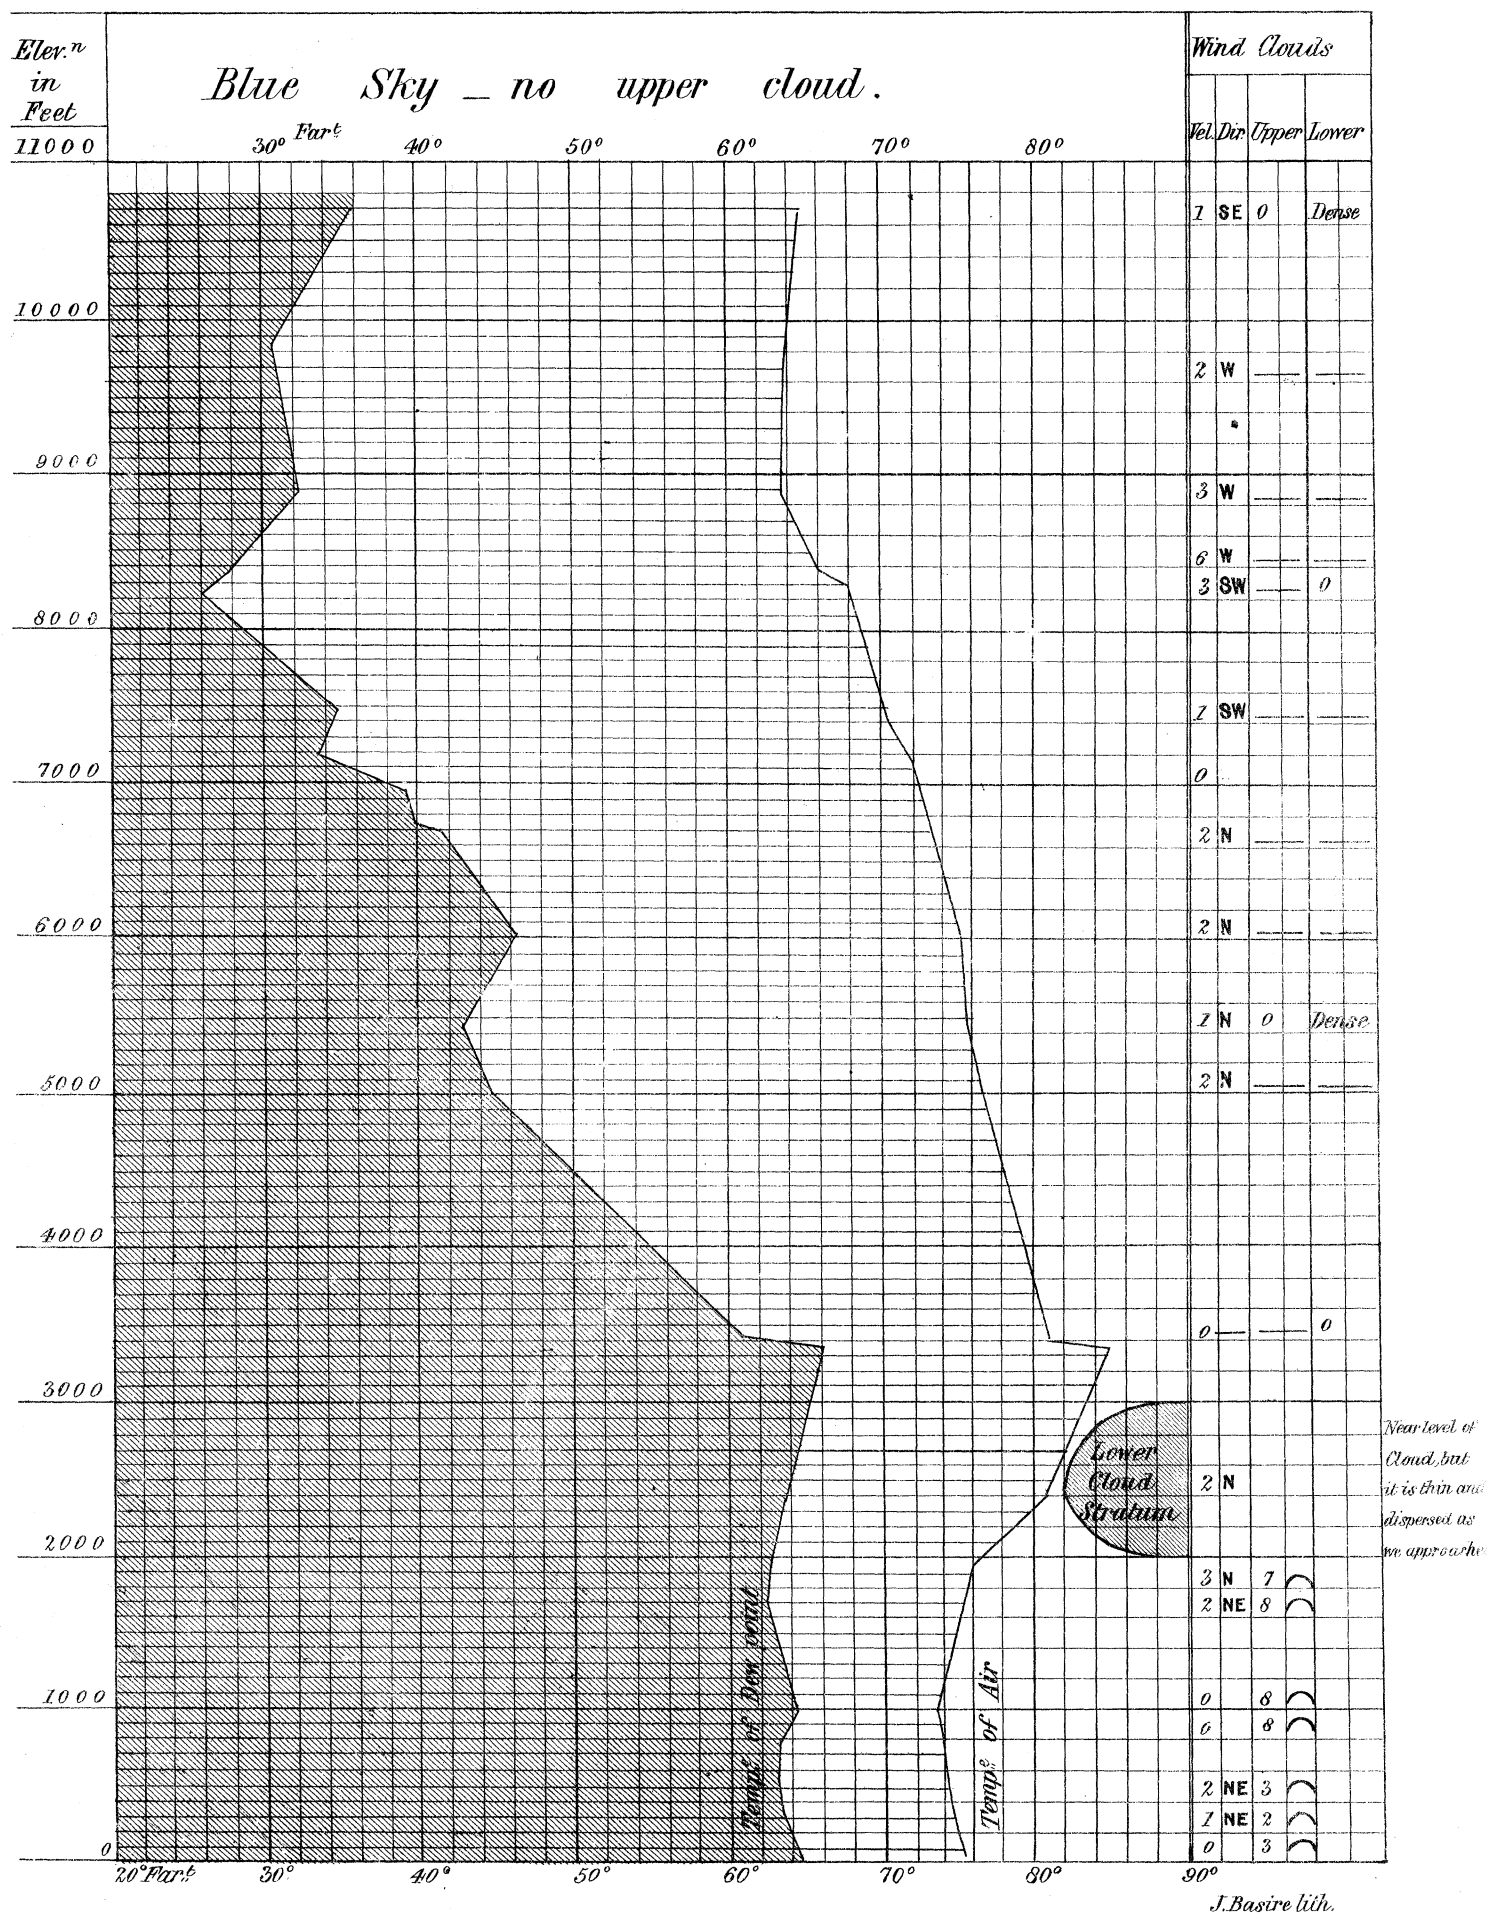 Elev.n
in
Feet
Blue Sky _ no upper cloud.
Wind Clouds
Vel. Dir. Upper Lower
30° Fart 40° 50° 60° 70° 80°
11000
1 SE 0 Dense
10000
2 W
9000
3 W
6 W
3 SW 0
8000
1 SW
7000
0
2 N
6000
2 N
1 N 0 Dense
5000
2 N
4000
0 0
3000
Near level of
Cloud, but
it is thin and
dispersed as
Lower
Cloud
Stratum
2 N
2000
3 N 7
2 NE 8
Temp.e of Dew point
Temp.e of Air
1000
0 8
0 8
2 NE 3
1 NE 2
0
0 3
20° Fart. 30° 40° 50° 60° 70° 80° 90°
J. Basire lith.